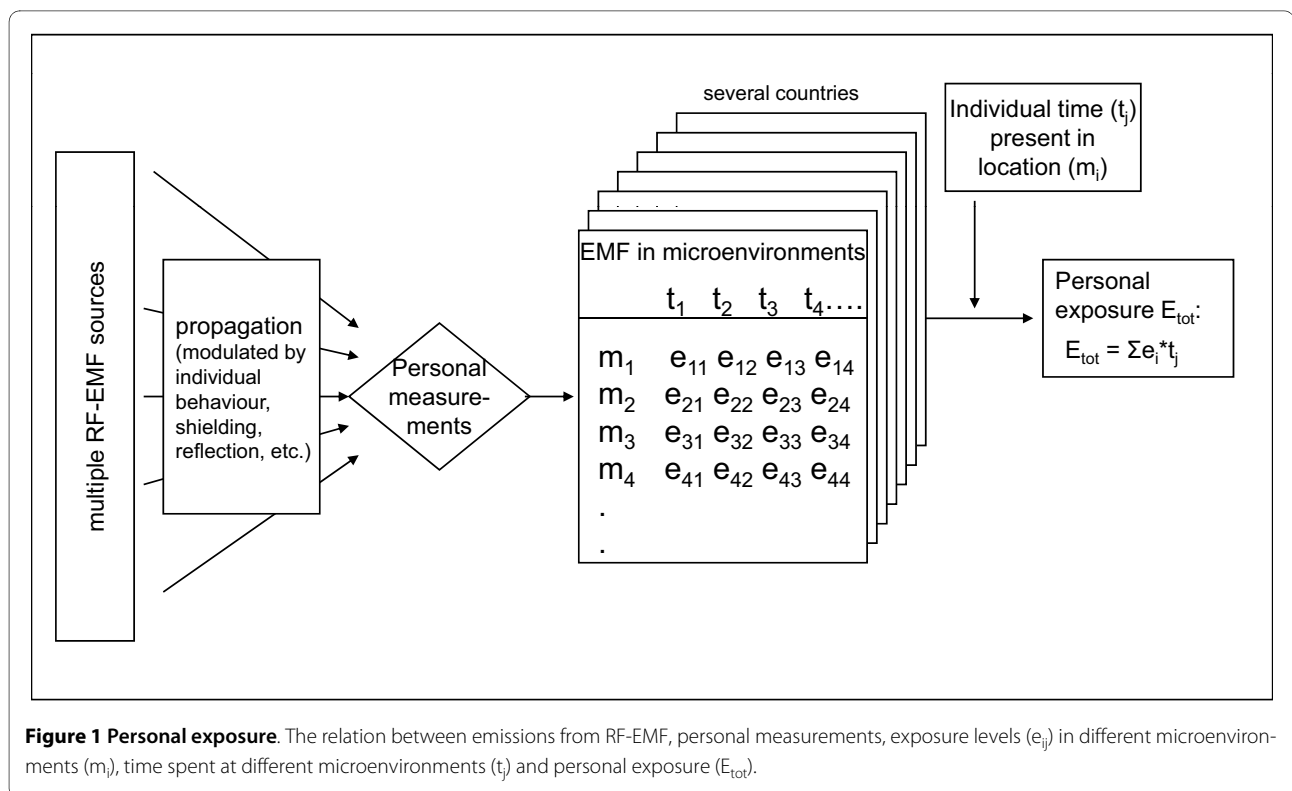 several countries
Individual time (tj)
present in
location (mi)
multiple RF-EMF sources
propagation
(modulated by
individual
behaviour,
shielding,
reflection, etc.)
Personal
measure-
ments
EMF in microenvironments
t1 t2 t3 t4....
m1 e11 e12 e13 e14
m2 e21 e22 e23 e24
m3 e31 e32 e33 e34
m4 e41 e42 e43 e44
.
.
Personal
exposure Etot:
Etot = Σei*tj
Figure 1 Personal exposure. The relation between emissions from RF-EMF, personal measurements, exposure levels (eij) in different microenviron-
ments (mi), time spent at different microenvironments (tj) and personal exposure (Etot).